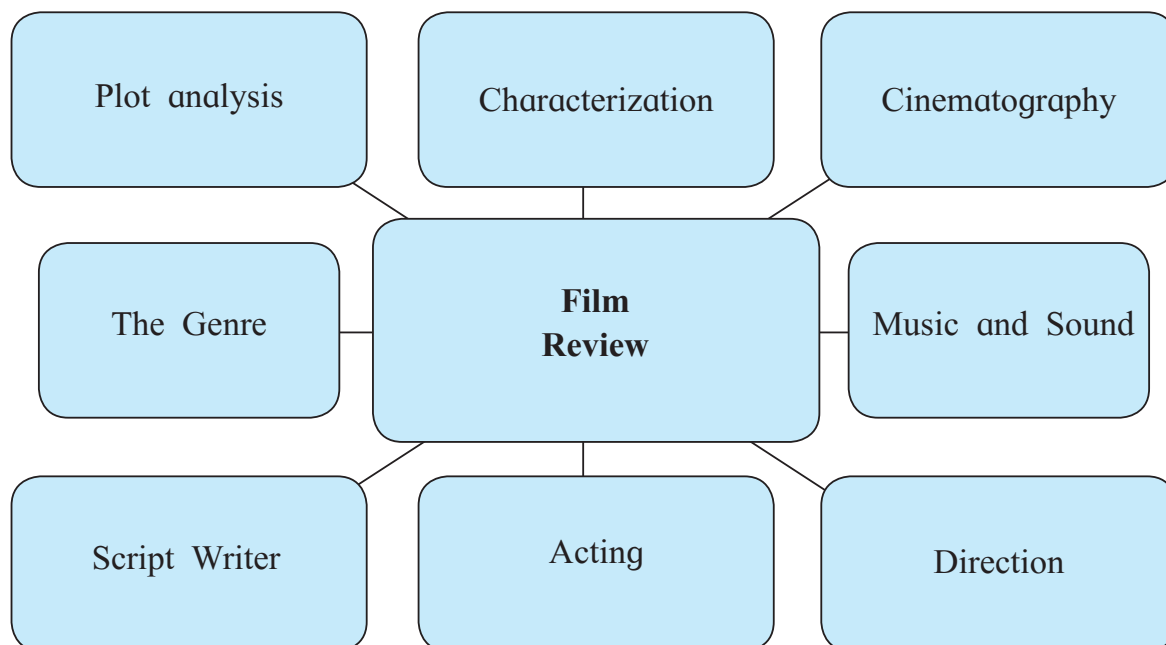 Plot analysis
Characterization
Cinematography
The Genre
Film
Review
Music and Sound
Script Writer
Acting
Direction